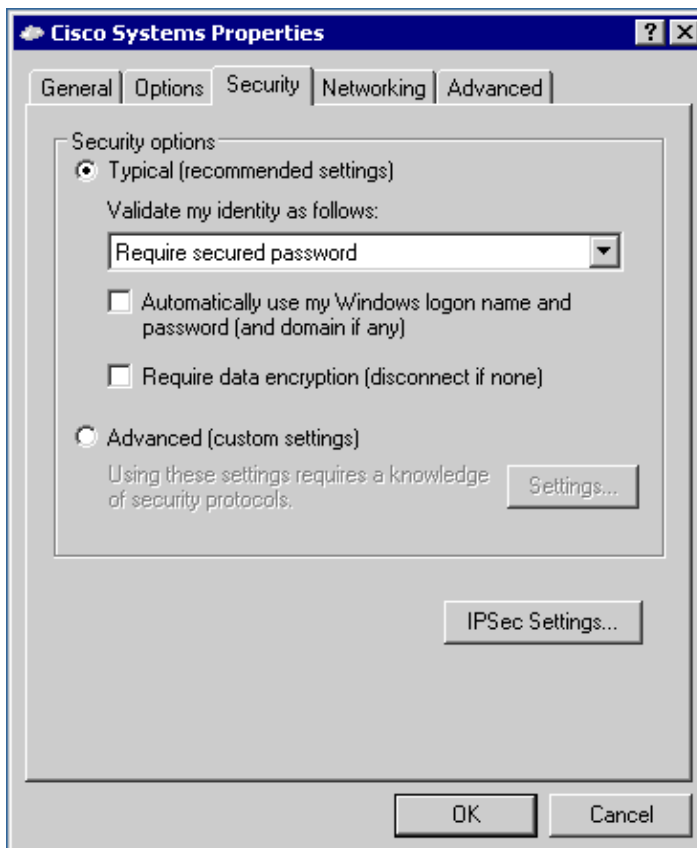 Cisco Systems Properties
General Options Security Networking Advanced
Security options
Typical (recommended settings)
Validate my identity as follows:
Require secured password
Automatically use my Windows logon name and
password (and domain if any)
Require data encryption (disconnect if none)
Advanced (custom settings)
Using these settings requires a knowledge
of security protocols.
Settings...
IPSec Settings...
OK Cancel